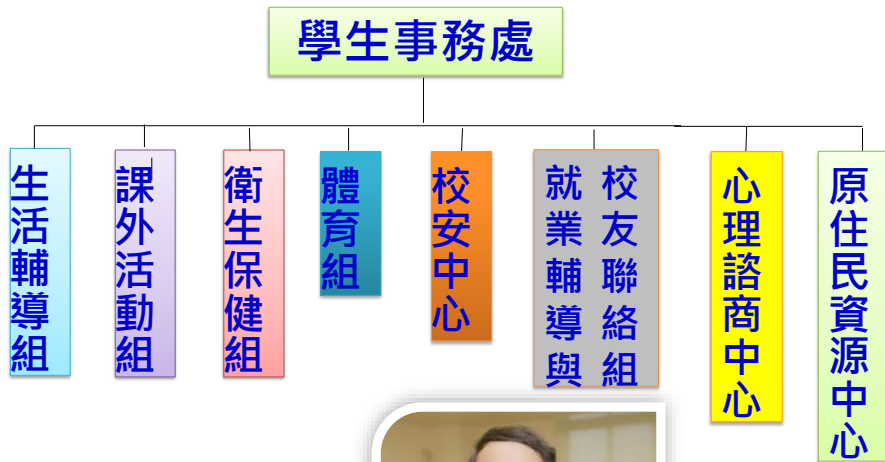 學生事務處
生活輔導組
課外活動組
衛生保健組
體育組
校安中心
就業輔導與
校友聯絡組
心理諮商中心
原住民資源中心